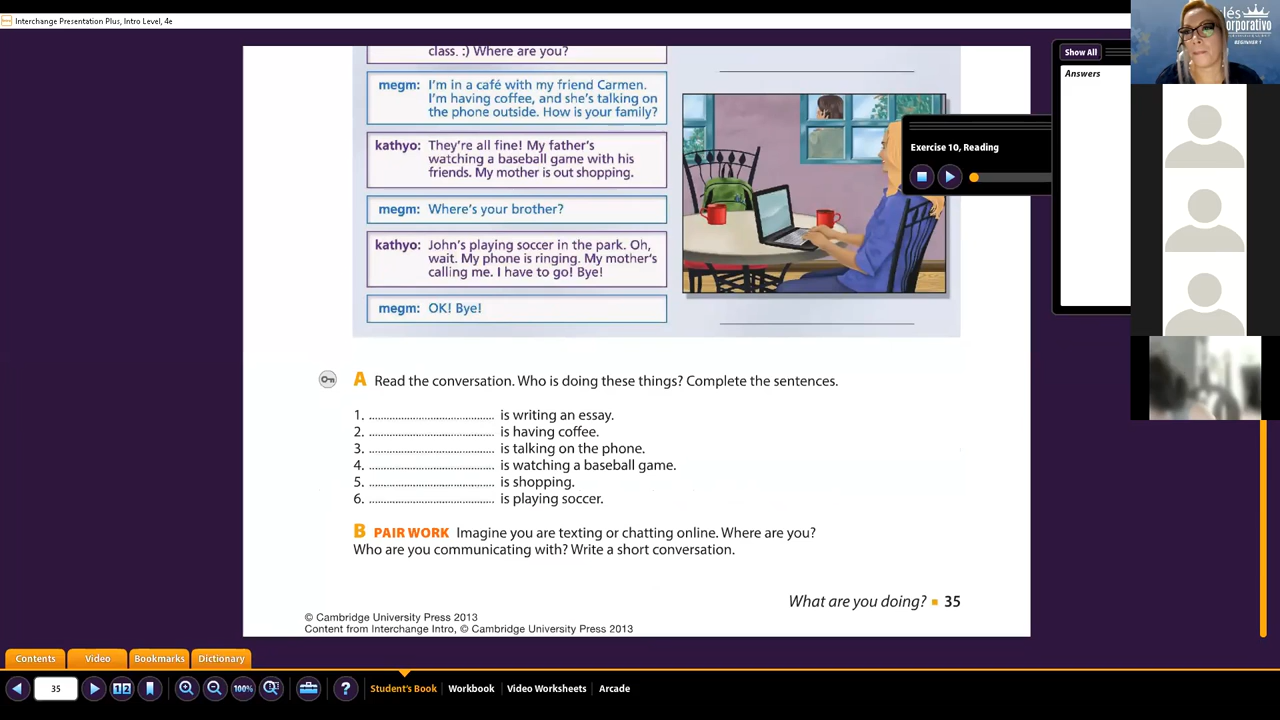 Interchange Presentation Plus, Intro Level, 4e
class. :) Where are you?
megm: I'm in a café with my friend Carmen.
I'm having coffee, and she's talking on
the phone outside. How is your family?
kathyo: They're all fine! My father's
watching a baseball game with his
friends. My mother is out shopping.
megm: Where's your brother?
kathyo: John's playing soccer in the park. Oh,
wait. My phone is ringing. My mother's
calling me. I have to go! Bye!
megm: OK! Bye!
Exercise 10, Reading
Show All
Answers
BEGINNER 1
A Read the conversation. Who is doing these things? Complete the sentences.
1. is writing an essay.
2. is having coffee.
3. is talking on the phone.
4. is watching a baseball game.
5. is shopping.
6. is playing soccer.
B PAIR WORK Imagine you are texting or chatting online. Where are you?
Who are you communicating with? Write a short conversation.
What are you doing? ■ 35
© Cambridge University Press 2013
Content from Interchange Intro, © Cambridge University Press 2013
Contents Video Bookmarks Dictionary
35 1 2 100% ? Student's Book Workbook Video Worksheets Arcade